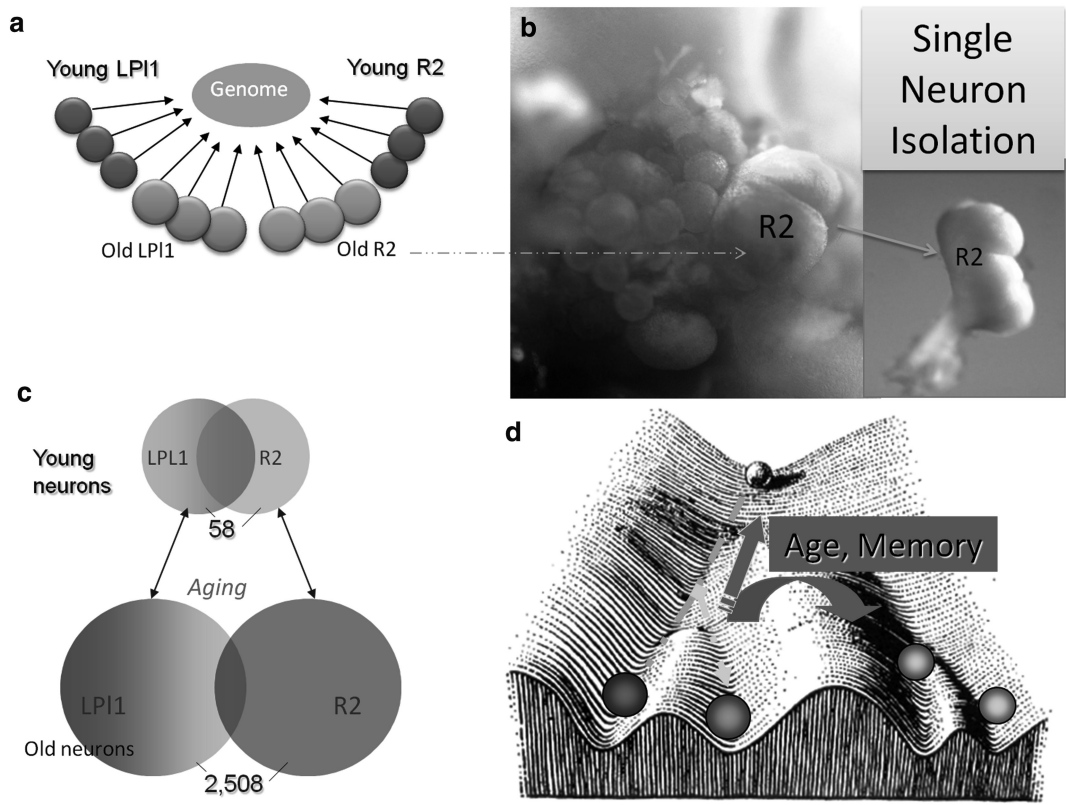 a
Young LPl1
Genome
Young R2
Old LPl1
Old R2
b
R2
Single
Neuron
Isolation
R2
c
Young
neurons
LPL1
R2
58
Aging
LPl1
R2
Old neurons
2,508
d
Age, Memory